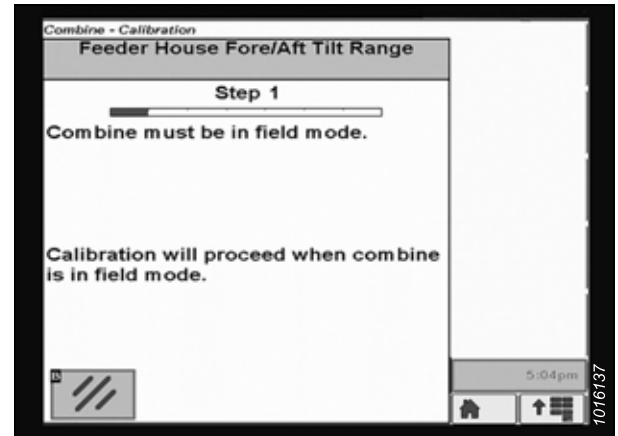 Combine - Calibration
Feeder House Fore/Aft Tilt Range
Step 1
Combine must be in field mode.
Calibration will proceed when combine
is in field mode.
5:04pm
1016137